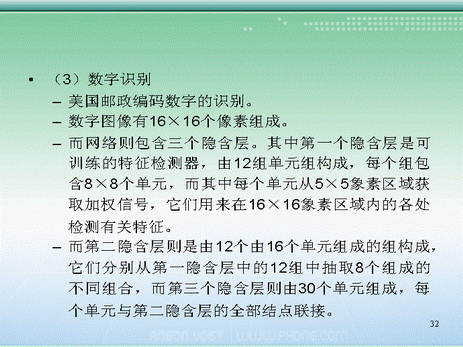 • （3）数字识别
– 美国邮政编码数字的识别。
– 数字图像有16×16个像素组成。
– 而网络则包含三个隐含层。其中第一个隐含层是可
训练的特征检测器，由12组单元组构成，每个组包
含8×8个单元，而其中每个单元从5×5象素区域获
取加权信号，它们用来在16×16象素区域内的各处
检测有关特征。
– 而第二隐含层则是由12个由16个单元组成的组构成，
它们分别从第一隐含层中的12组中抽取8个组成的
不同组合，而第三个隐含层则由30个单元组成，每
个单元与第二隐含层的全部结点联接。
32